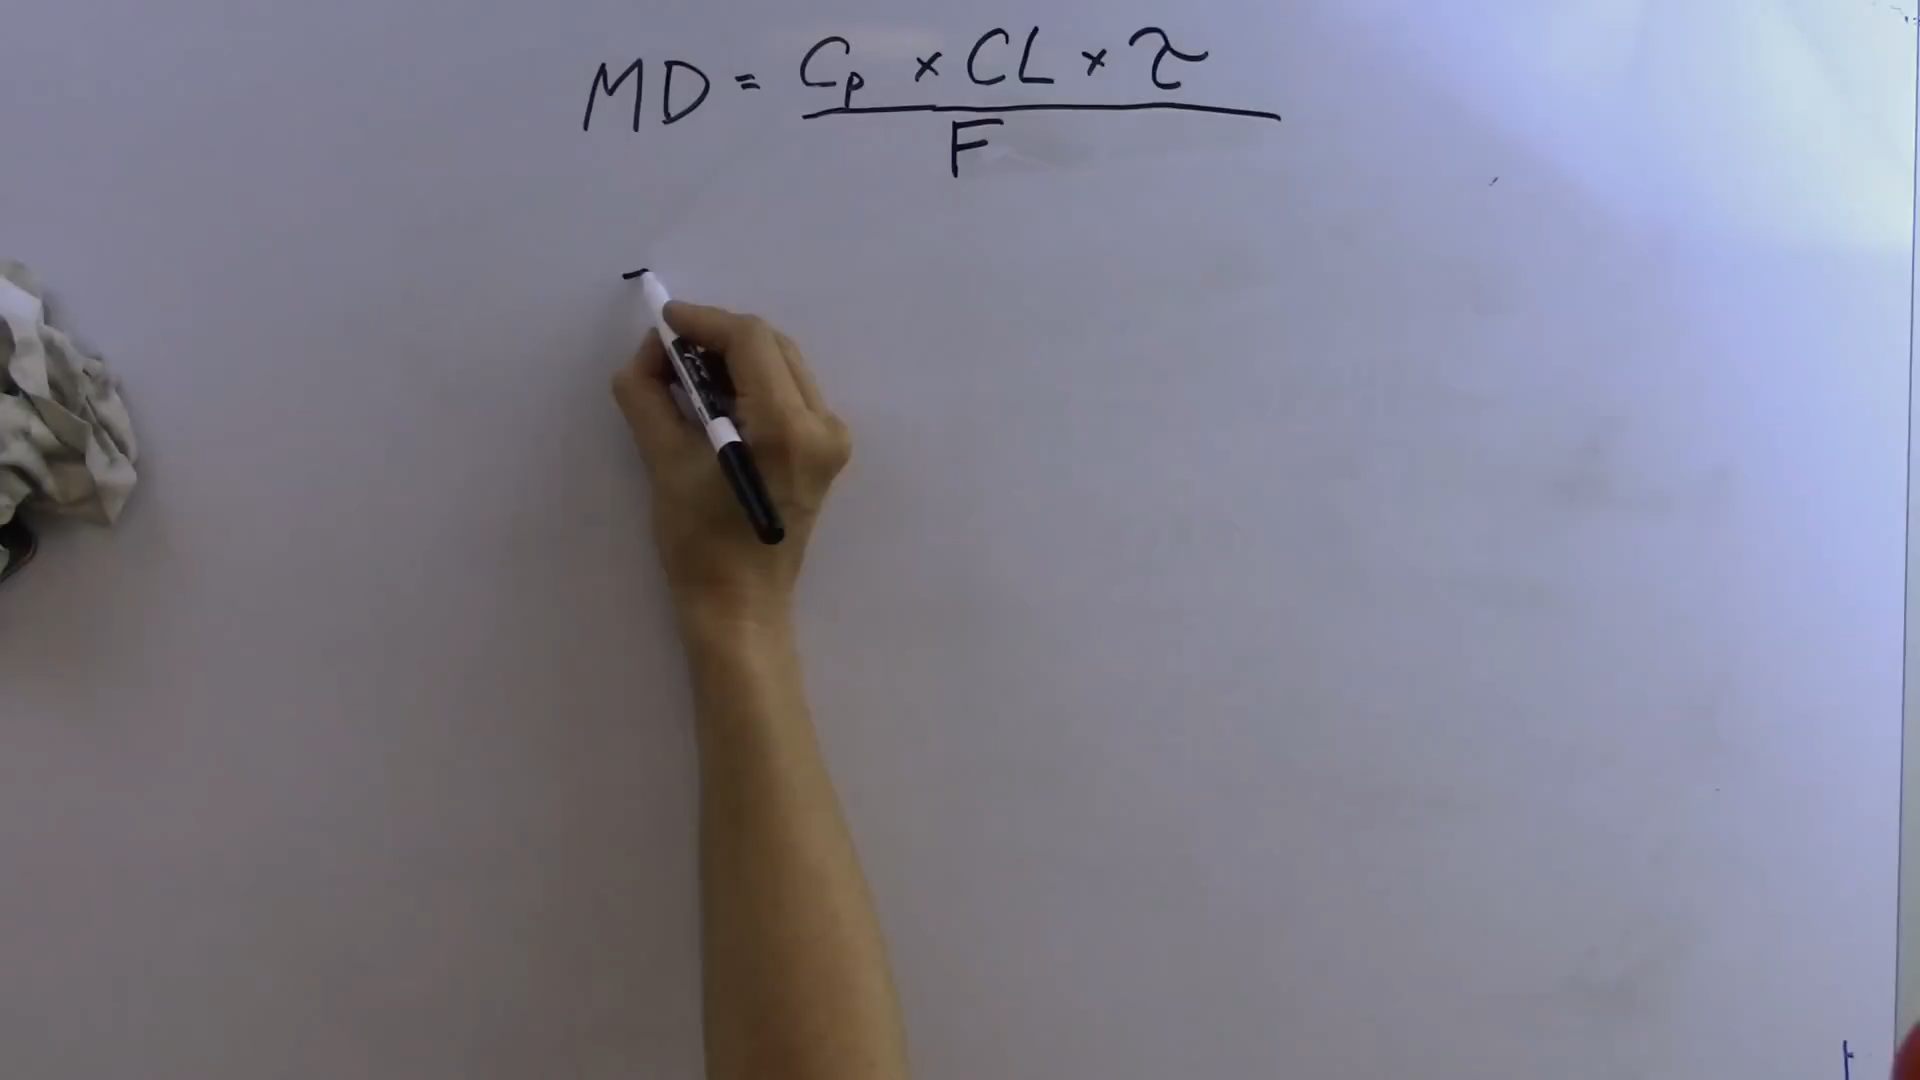 MD = Cp × CL × τ
F